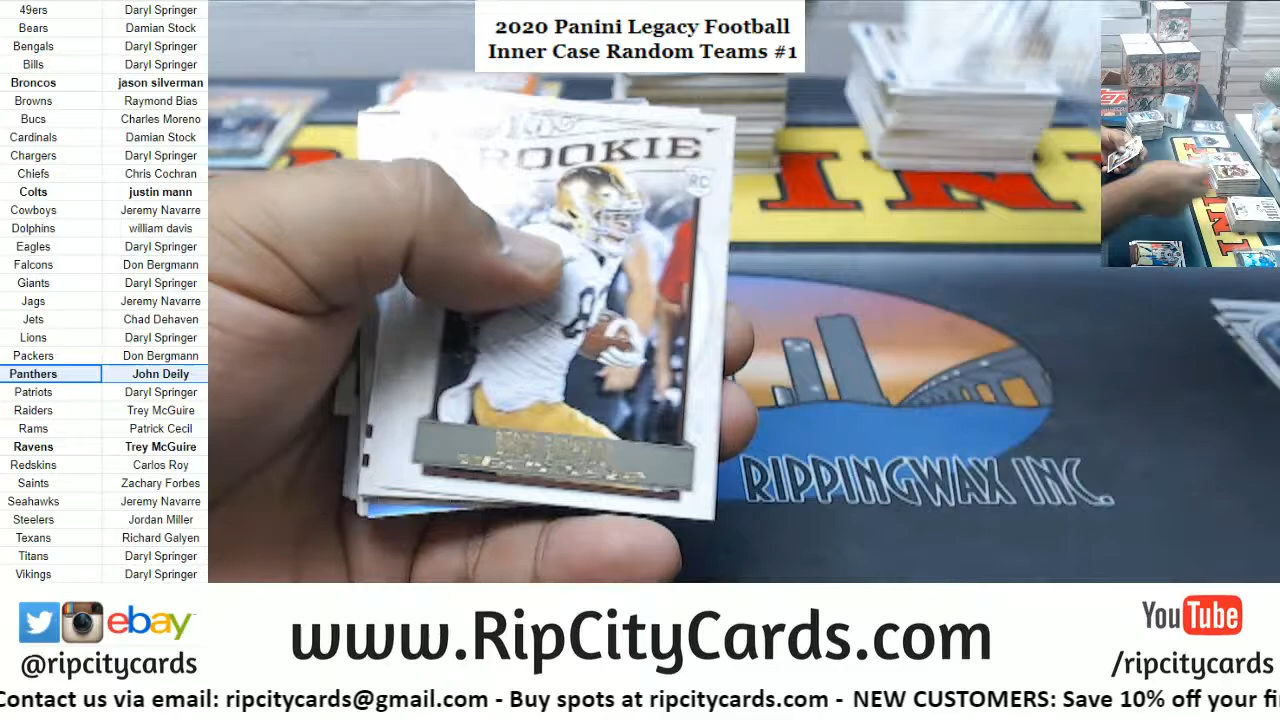 2020 Panini Legacy Football
Inner Case Random Teams #1
49ers Daryl Springer
Bears Damian Stock
Bengals Daryl Springer
Bills Daryl Springer
Broncos jason silverman
Browns Raymond Bias
Bucs Charles Moreno
Cardinals Damian Stock
Chargers Daryl Springer
Chiefs Chris Cochran
Colts justin mann
Cowboys Jeremy Navarre
Dolphins william davis
Eagles Daryl Springer
Falcons Don Bergmann
Giants Daryl Springer
Jags Jeremy Navarre
Jets Chad Dehaven
Lions Daryl Springer
Packers Don Bergmann
Panthers John Deily
Patriots Daryl Springer
Raiders Trey McGuire
Rams Patrick Cecil
Ravens Trey McGuire
Redskins Carlos Roy
Saints Zachary Forbes
Seahawks Jeremy Navarre
Steelers Jordan Miller
Texans Richard Galyen
Titans Daryl Springer
Vikings Daryl Springer
ROOKIE
RC
RIPPINGWAX INC.
ebay
@ripcitycards
www.RipCityCards.com
YouTube
/ripcitycards
Contact us via email: ripcitycards@gmail.com - Buy spots at ripcitycards.com - NEW CUSTOMERS: Save 10% off your